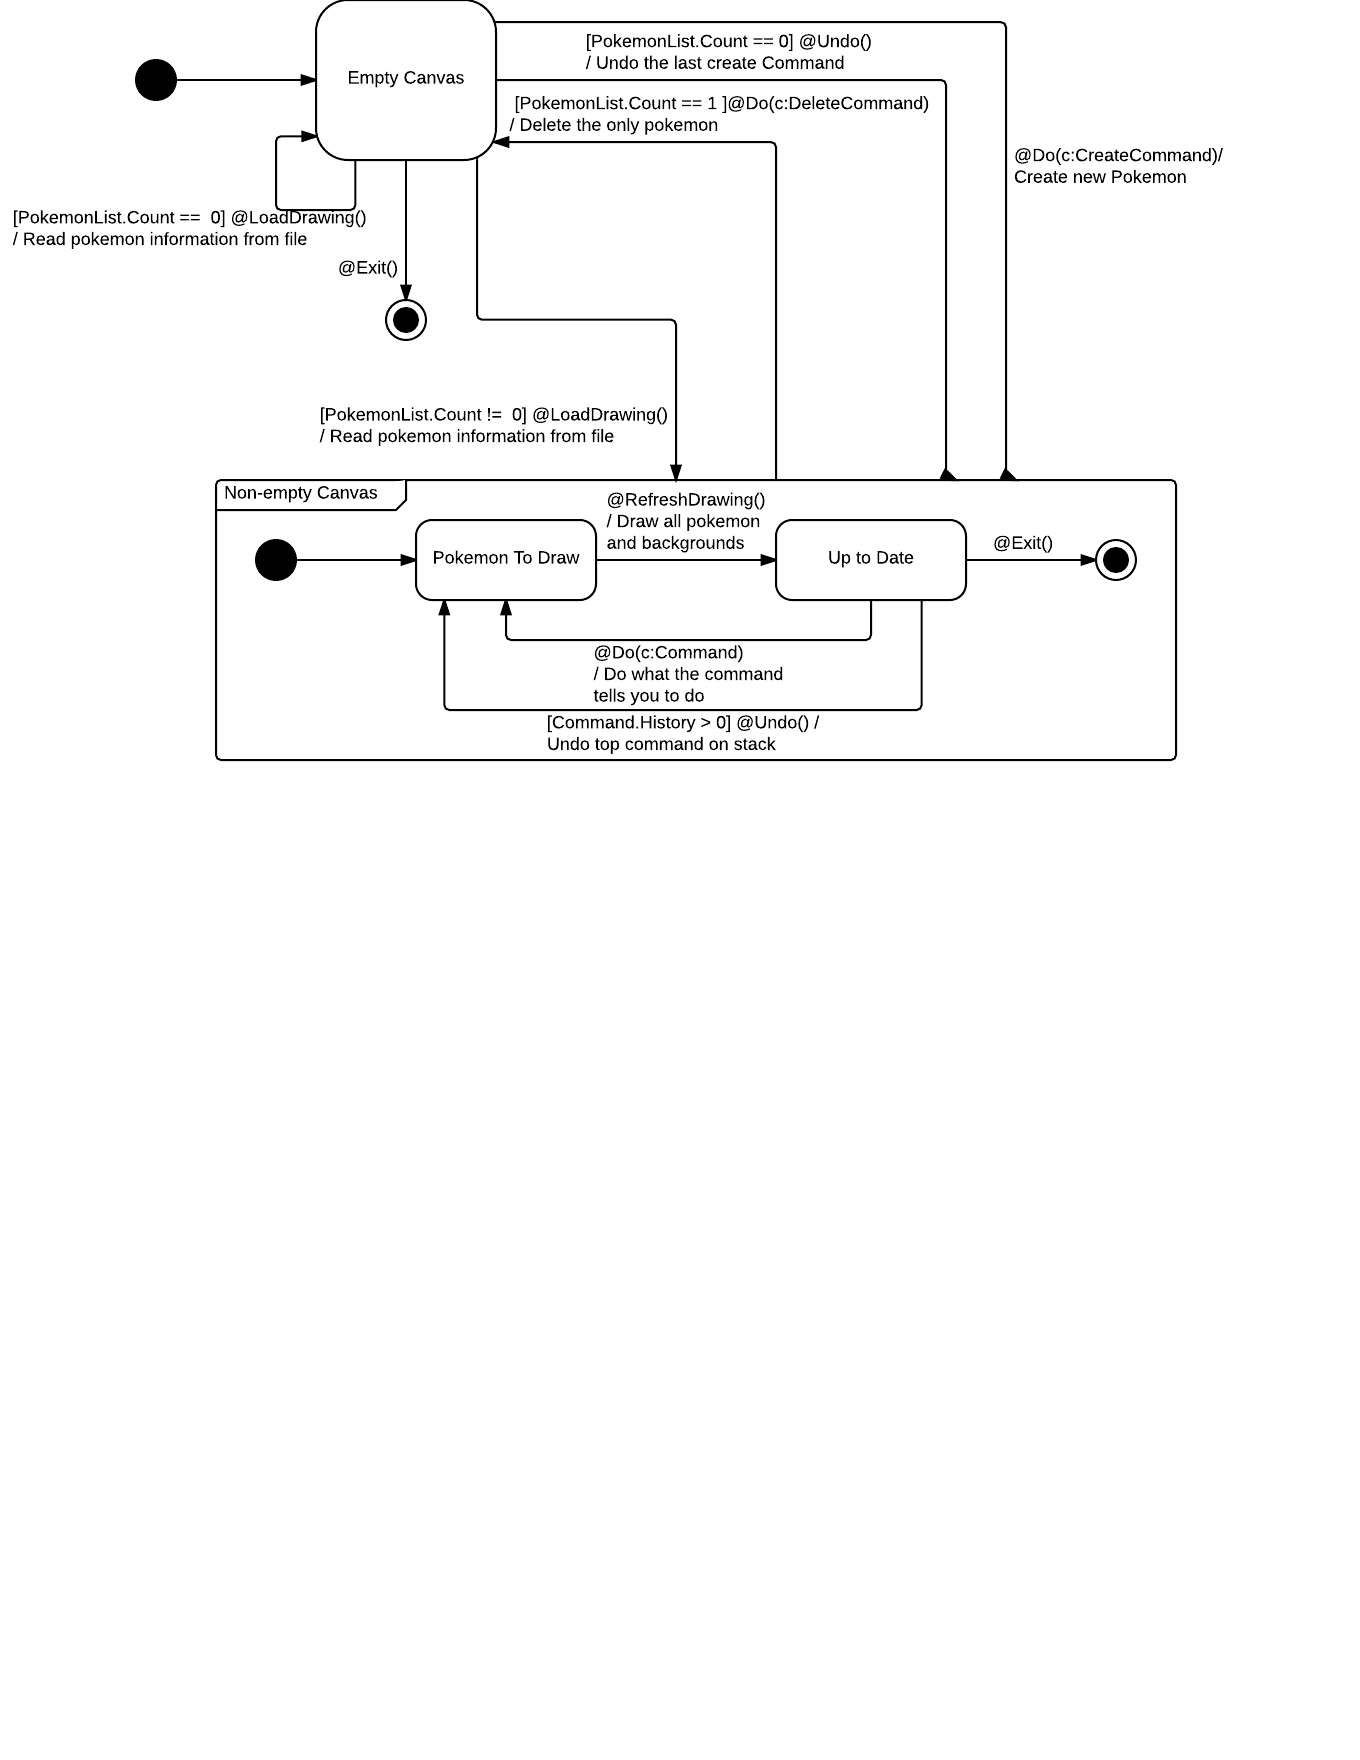 [PokemonList.Count == 0] @Undo()
/ Undo the last create Command
Empty Canvas
[PokemonList.Count == 1 ]@Do(c:DeleteCommand)
/ Delete the only pokemon
@Do(c:CreateCommand)/
Create new Pokemon
[PokemonList.Count ==  0] @LoadDrawing()
/ Read pokemon information from file
@Exit()
[PokemonList.Count !=  0] @LoadDrawing()
/ Read pokemon information from file
Non-empty Canvas
@RefreshDrawing()
/ Draw all pokemon
and backgrounds
Pokemon To Draw
Up to Date
@Exit()
@Do(c:Command)
/ Do what the command
tells you to do
[Command.History > 0] @Undo() /
Undo top command on stack